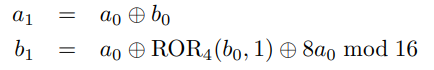 a₁ = a₀ ⊕ b₀
b₁ = a₀ ⊕ ROR₄(b₀, 1) ⊕ 8a₀ mod 16